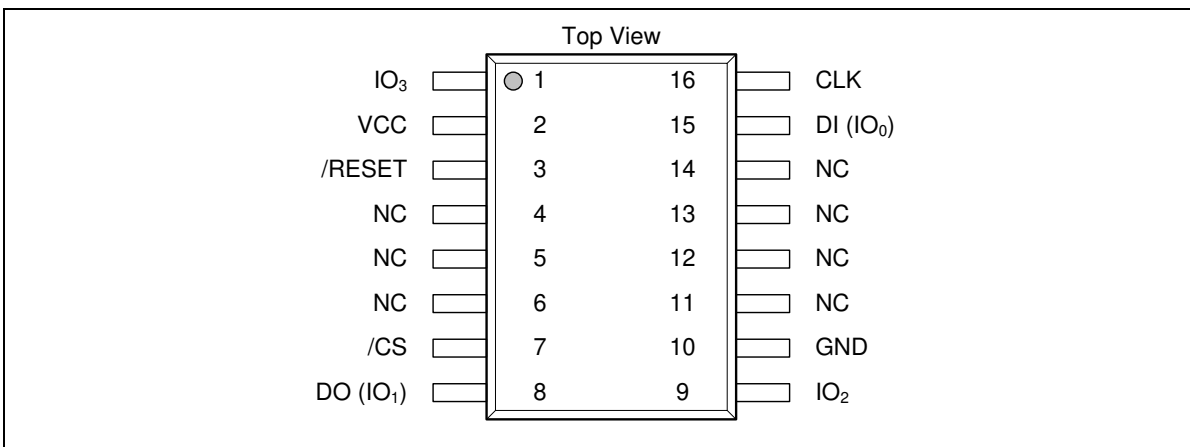 Top View
IO₃ 1 16 CLK
VCC 2 15 DI (IO₀)
/RESET 3 14 NC
NC 4 13 NC
NC 5 12 NC
NC 6 11 NC
/CS 7 10 GND
DO (IO₁) 8 9 IO₂